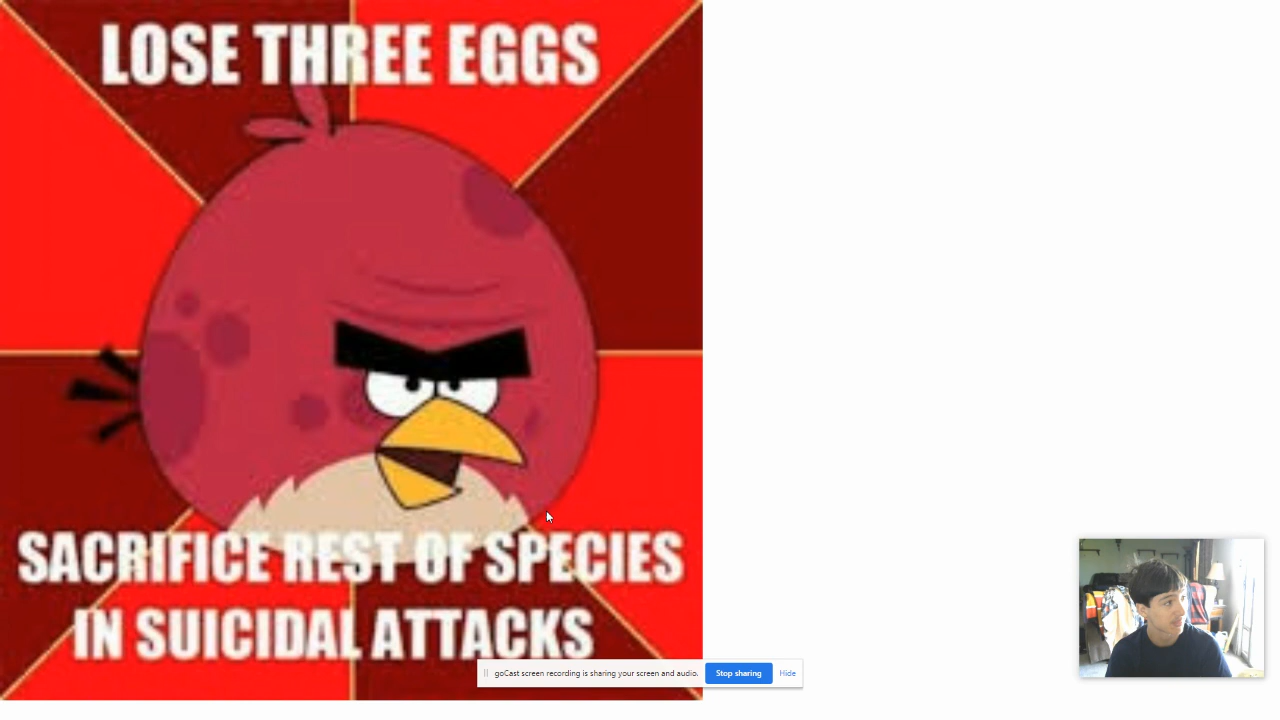 LOSE THREE EGGS
SACRIFICE REST OF SPECIES
IN SUICIDAL ATTACKS
goCast screen recording is sharing your screen and audio. Stop sharing Hide